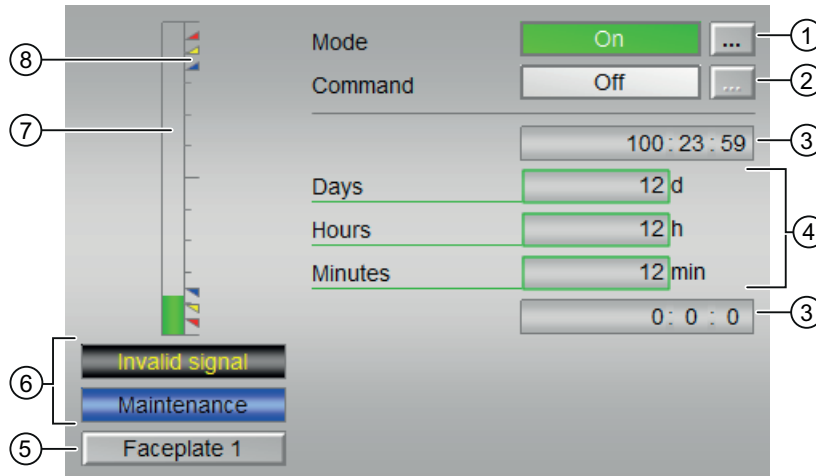 Mode On ... 1
Command Off ... 2
100 : 23 : 59 3
Days 12 d
Hours 12 h
Minutes 12 min
4
0 : 0 : 0 3
8
7
6
Invalid signal
Maintenance
5 Faceplate 1